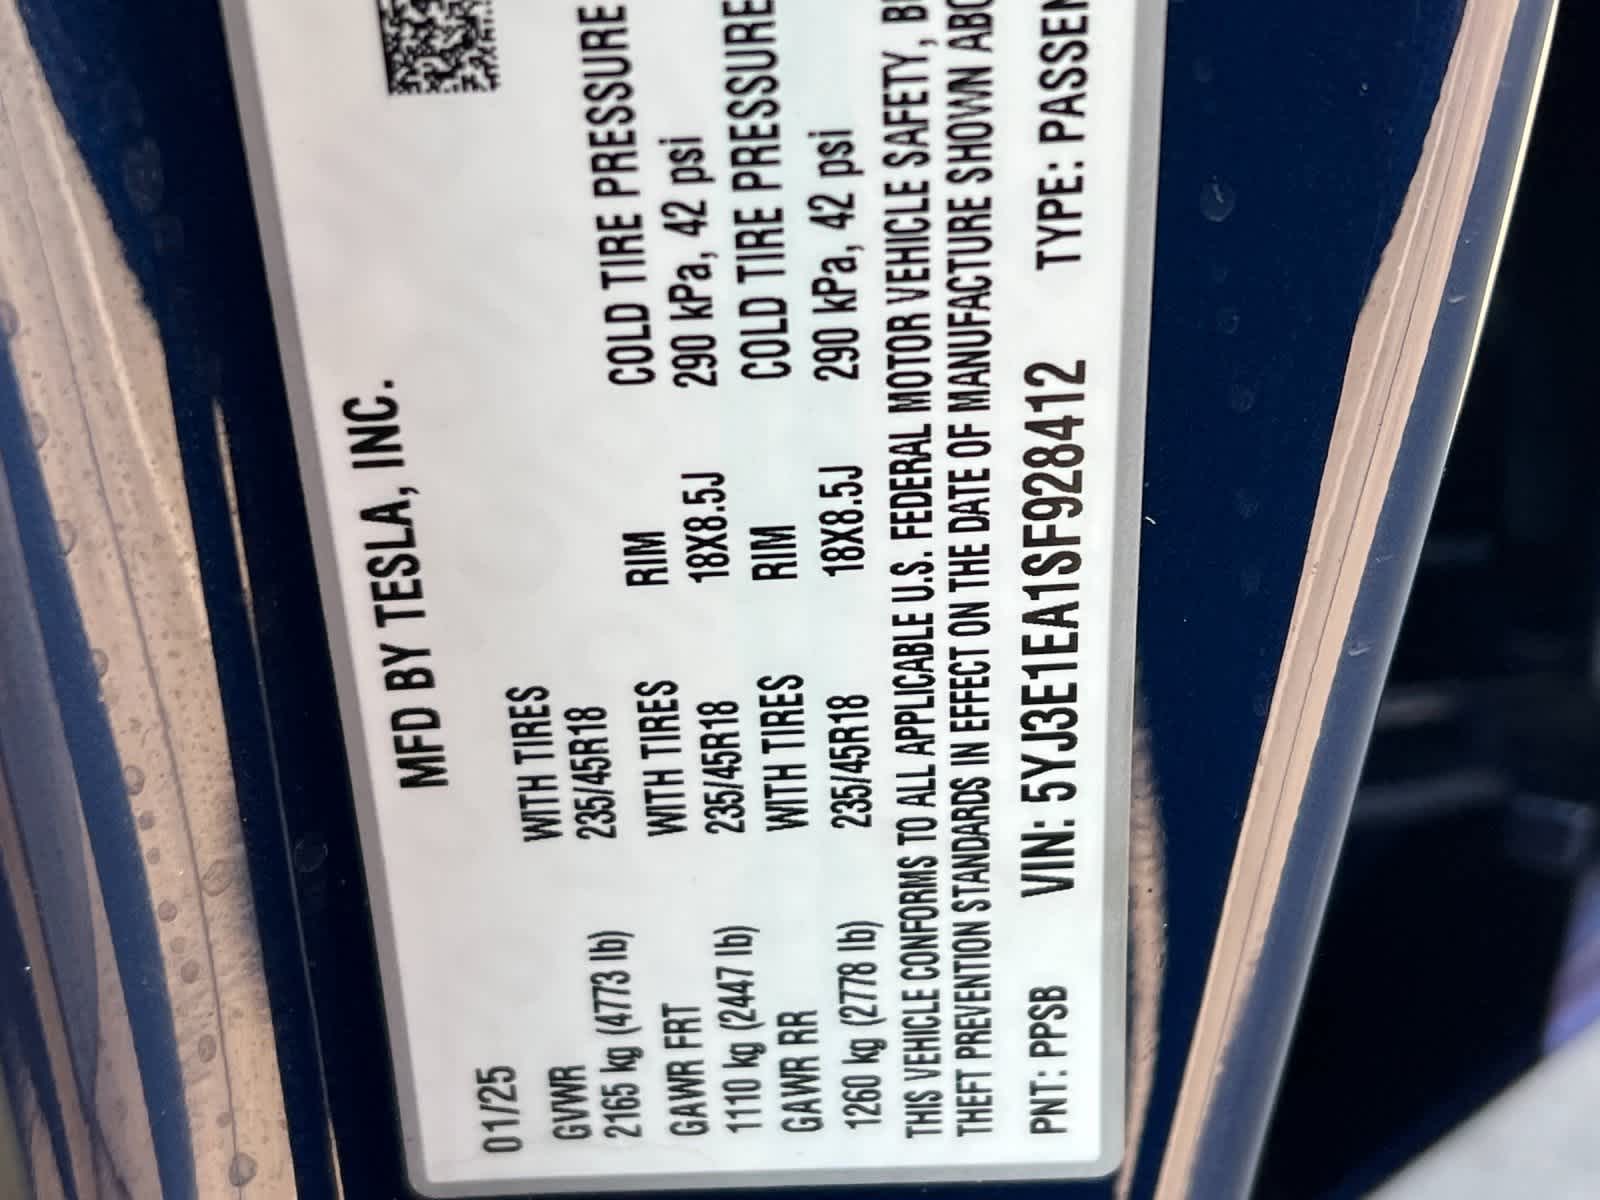 MFD BY TESLA, INC.
01/25
GVWR WITH TIRES
2165 kg (4773 lb) 235/45R18
GAWR FRT WITH TIRES RIM COLD TIRE PRESSURE
1110 kg (2447 lb) 235/45R18 18X8.5J 290 kPa, 42 psi
GAWR RR WITH TIRES RIM COLD TIRE PRESSURE
1260 kg (2778 lb) 235/45R18 18X8.5J 290 kPa, 42 psi
THIS VEHICLE CONFORMS TO ALL APPLICABLE U.S. FEDERAL MOTOR VEHICLE SAFETY, B
THEFT PREVENTION STANDARDS IN EFFECT ON THE DATE OF MANUFACTURE SHOWN ABO
PNT: PPSB VIN: 5YJ3E1EA1SF928412 TYPE: PASSEN